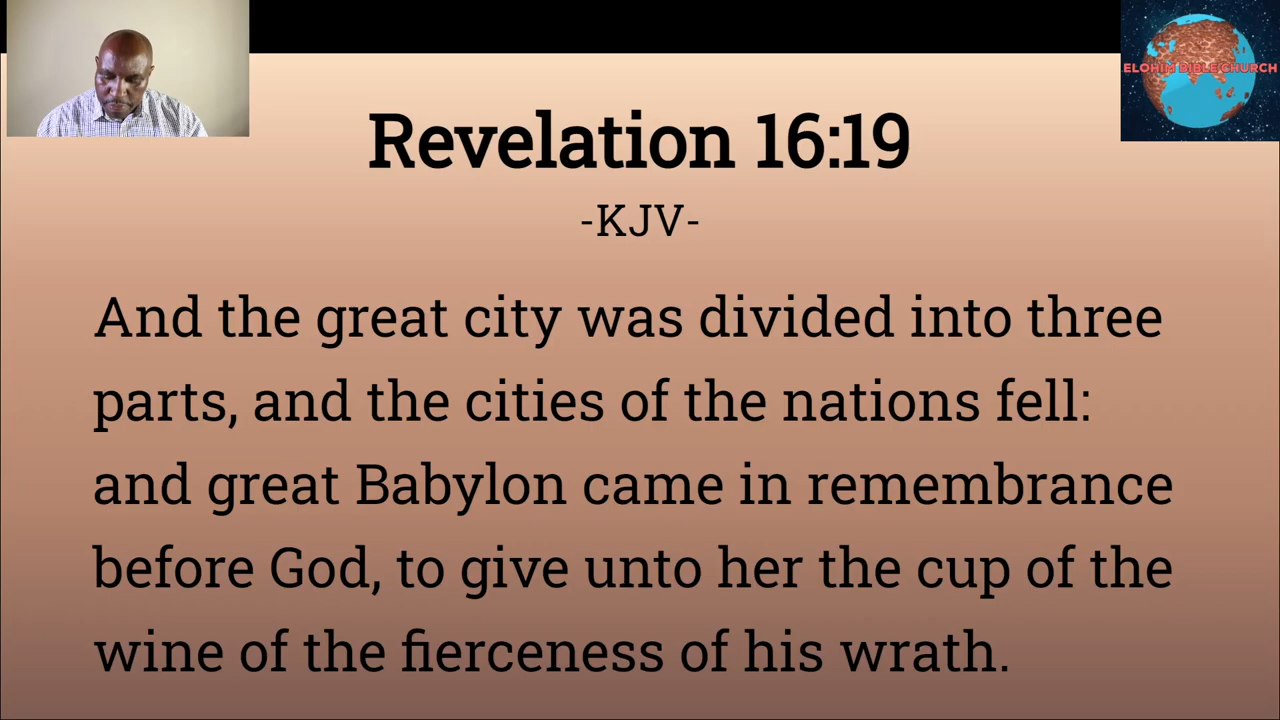 ELOHIM BIBLE CHURCH
Revelation 16:19
-KJV-
And the great city was divided into three
parts, and the cities of the nations fell:
and great Babylon came in remembrance
before God, to give unto her the cup of the
wine of the fierceness of his wrath.